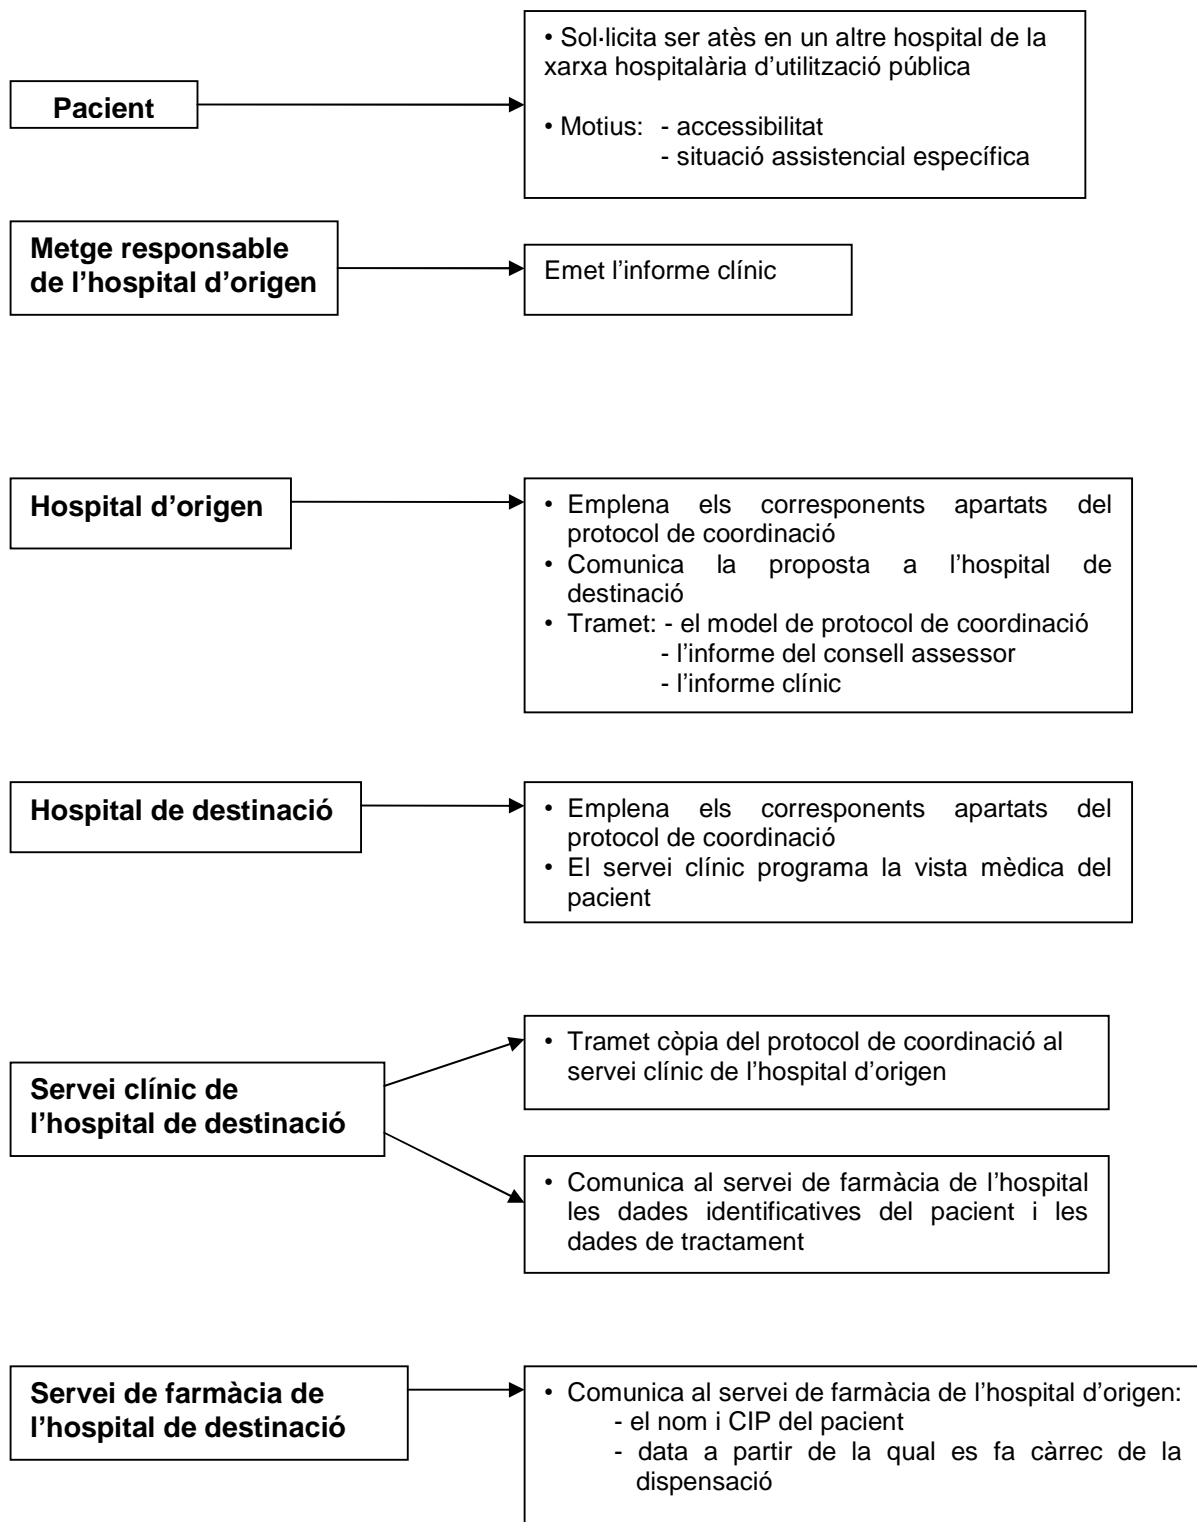 • Sol·licita ser atès en un altre hospital de la
xarxa hospitalària d'utilització pública
Pacient
• Motius: - accessibilitat
- situació assistencial específica
Metge responsable
de l'hospital d'origen
Emet l'informe clínic
Hospital d'origen
• Emplena els corresponents apartats del
protocol de coordinació
• Comunica la proposta a l'hospital de
destinació
• Tramet: - el model de protocol de coordinació
- l'informe del consell assessor
- l'informe clínic
Hospital de destinació
• Emplena els corresponents apartats del
protocol de coordinació
• El servei clínic programa la vista mèdica del
pacient
Servei clínic de
l'hospital de destinació
• Tramet còpia del protocol de coordinació al
servei clínic de l'hospital d'origen
• Comunica al servei de farmàcia de l'hospital
les dades identificatives del pacient i les
dades de tractament
Servei de farmàcia de
l'hospital de destinació
• Comunica al servei de farmàcia de l'hospital d'origen:
- el nom i CIP del pacient
- data a partir de la qual es fa càrrec de la
dispensació